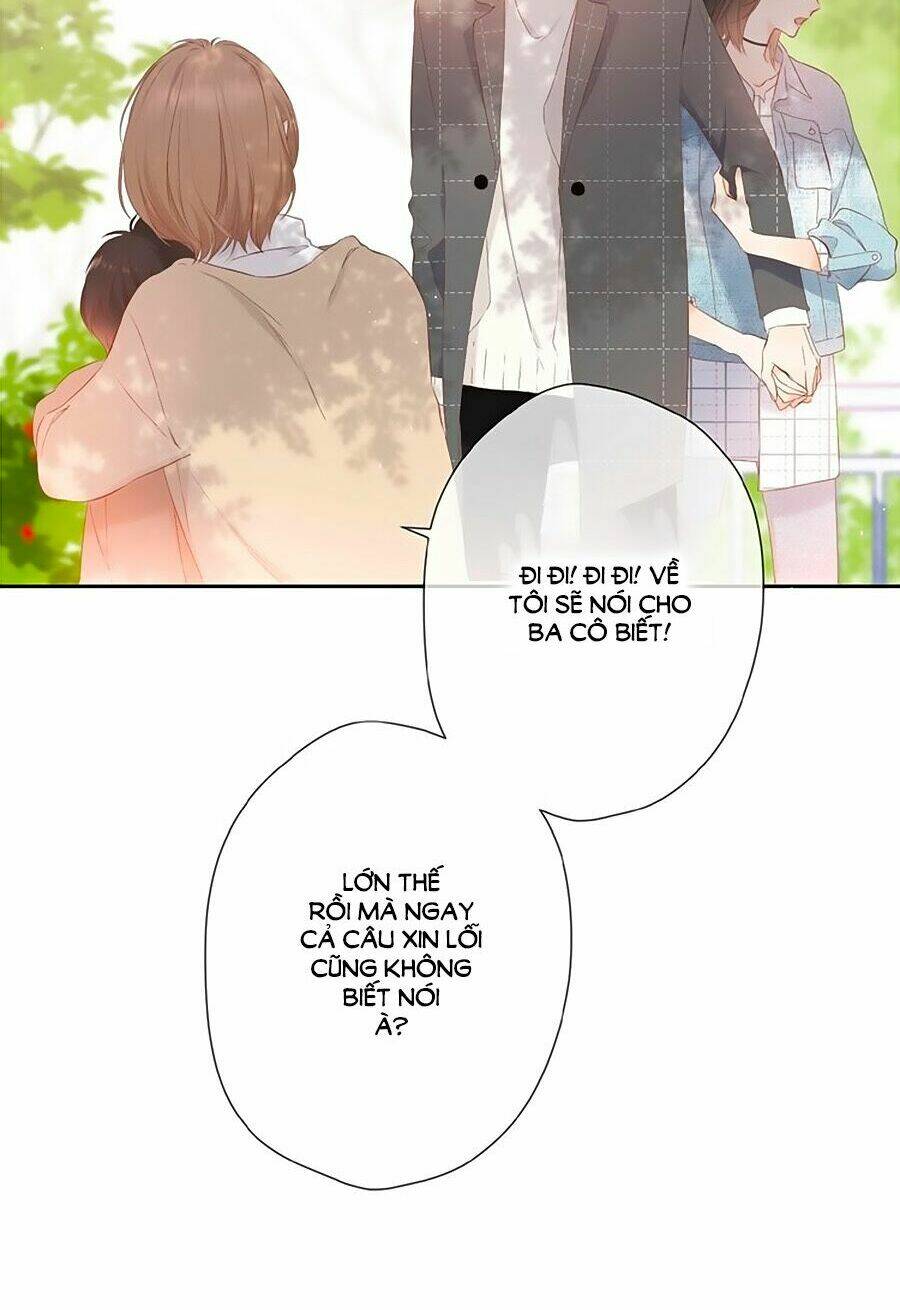 ĐI ĐI! ĐI ĐI! VỀ
TÔI SẼ NÓI CHO
BA CÔ BIẾT!
LỚN THẾ
RỒI MÀ NGAY
CẢ CÂU XIN LỖI
CŨNG KHÔNG
BIẾT NÓI
À?